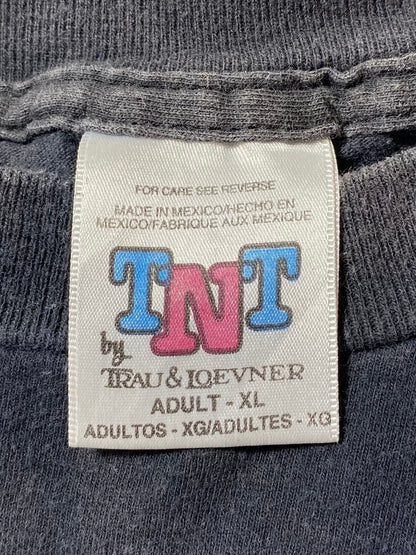 FOR CARE SEE REVERSE
MADE IN MEXICO/HECHO EN
MEXICO/FABRIQUE AUX MEXIQUE
TNT
by
TRAU & LOEVNER
ADULT - XL
ADULTOS - XG/ADULTES - XG